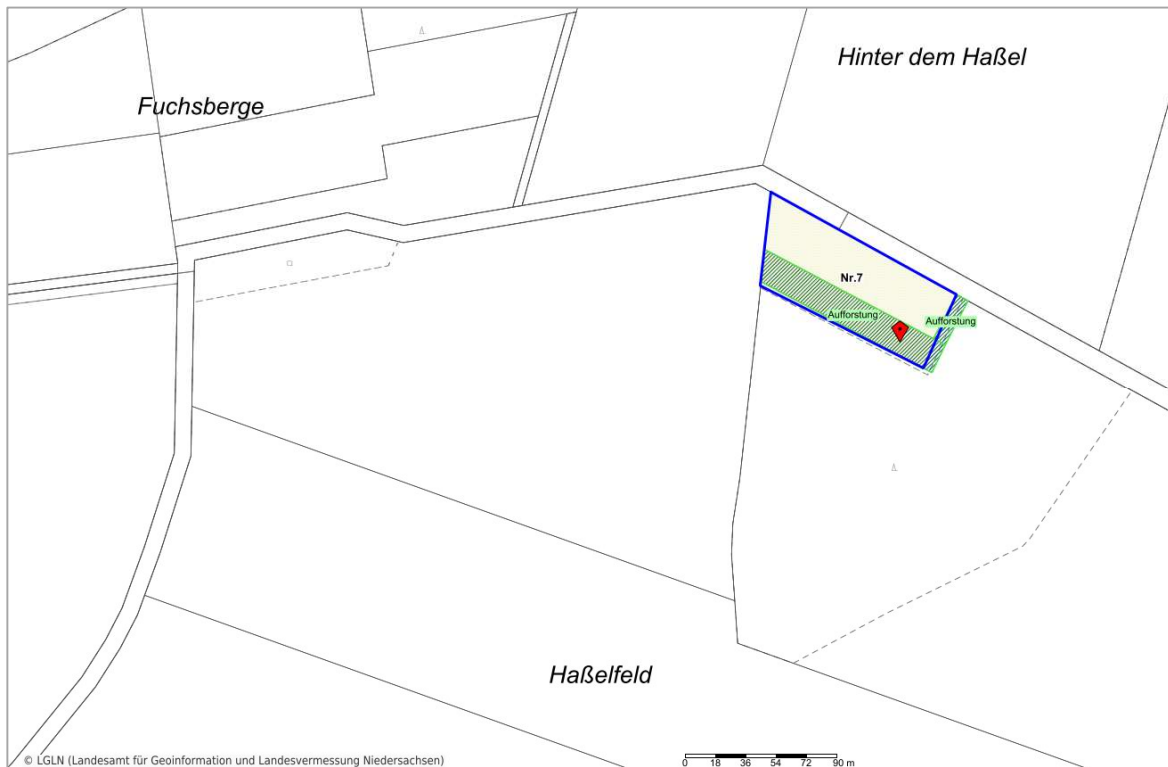 Hinter dem Haßel
Fuchsberge
Nr.7
Aufforstung
Aufforstung
Haßelfeld
© LGLN (Landesamt für Geoinformation und Landesvermessung Niedersachsen)
0 18 36 54 72 90 m